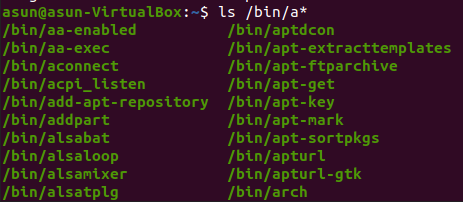 asun@asun-VirtualBox:~$ ls /bin/a*
/bin/aa-enabled /bin/aptdcon
/bin/aa-exec /bin/apt-extracttemplates
/bin/aconnect /bin/apt-ftparchive
/bin/acpi_listen /bin/apt-get
/bin/add-apt-repository /bin/apt-key
/bin/addpart /bin/apt-mark
/bin/alsabat /bin/apt-sortpkgs
/bin/alsaloop /bin/apturl
/bin/alsamixer /bin/apturl-gtk
/bin/alsatplg /bin/arch